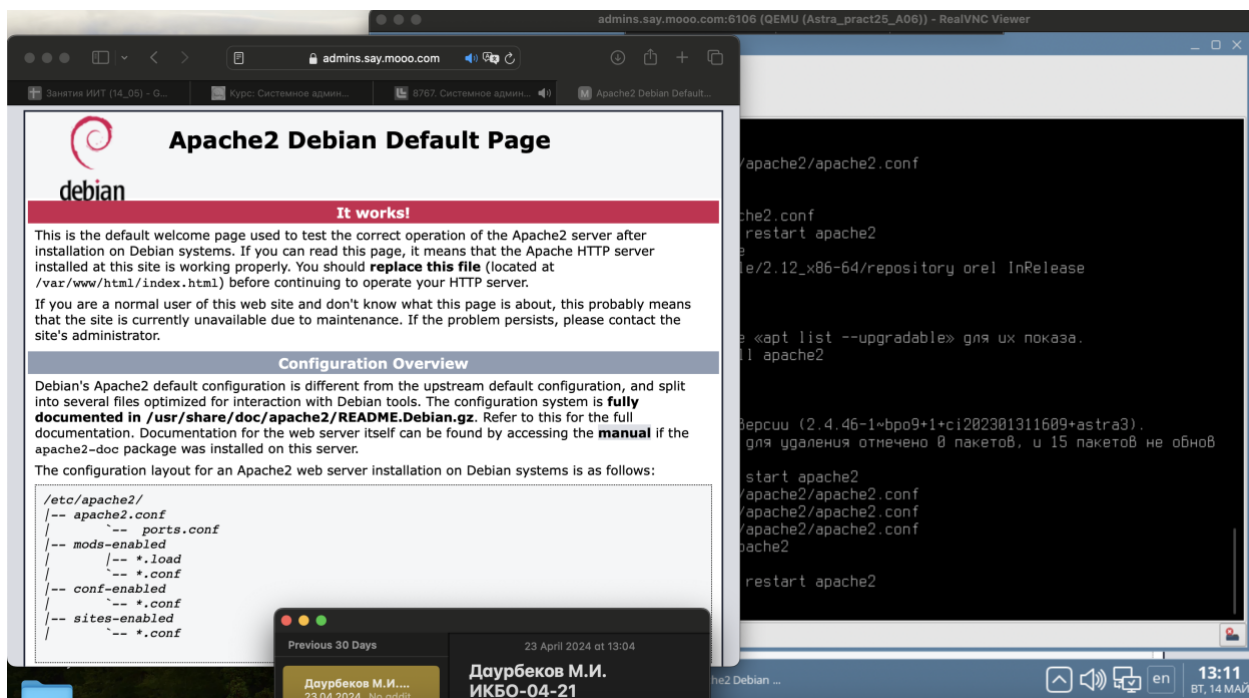 admins.say.mooo.com:6106 (QEMU (Astra_pract25_A06)) - RealVNC Viewer
admins.say.mooo.com
Занятия ИИТ (14_05) – G...
Курс: Системное админ...
8767. Системное админ...
Apache2 Debian Default...
debian
Apache2 Debian Default Page
It works!
This is the default welcome page used to test the correct operation of the Apache2 server after
installation on Debian systems. If you can read this page, it means that the Apache HTTP server
installed at this site is working properly. You should replace this file (located at
/var/www/html/index.html) before continuing to operate your HTTP server.
If you are a normal user of this web site and don't know what this page is about, this probably means
that the site is currently unavailable due to maintenance. If the problem persists, please contact the
site's administrator.
Configuration Overview
Debian's Apache2 default configuration is different from the upstream default configuration, and split
into several files optimized for interaction with Debian tools. The configuration system is fully
documented in /usr/share/doc/apache2/README.Debian.gz. Refer to this for the full
documentation. Documentation for the web server itself can be found by accessing the manual if the
apache2-doc package was installed on this server.
The configuration layout for an Apache2 web server installation on Debian systems is as follows:
/etc/apache2/
|-- apache2.conf
|       `--  ports.conf
|-- mods-enabled
|       |-- *.load
|       `-- *.conf
|-- conf-enabled
|       `-- *.conf
|-- sites-enabled
|       `-- *.conf
/apache2/apache2.conf
che2.conf
restart apache2
e
le/2.12_x86-64/repository orel InRelease
е «apt list --upgradable» для их показа.
ll apache2
версии (2.4.46-1~bpo9+1+ci202301311609+astra3).
для удаления отмечено 0 пакетов, и 15 пакетов не обнов
start apache2
/apache2/apache2.conf
/apache2/apache2.conf
/apache2/apache2.conf
pache2
restart apache2
Previous 30 Days
Даурбеков М.И....
23.04.2024 No addit
23 April 2024 at 13:04
Даурбеков М.И.
ИКБО-04-21
he2 Debian ...
en
13:11
ВТ, 14 МАЙ